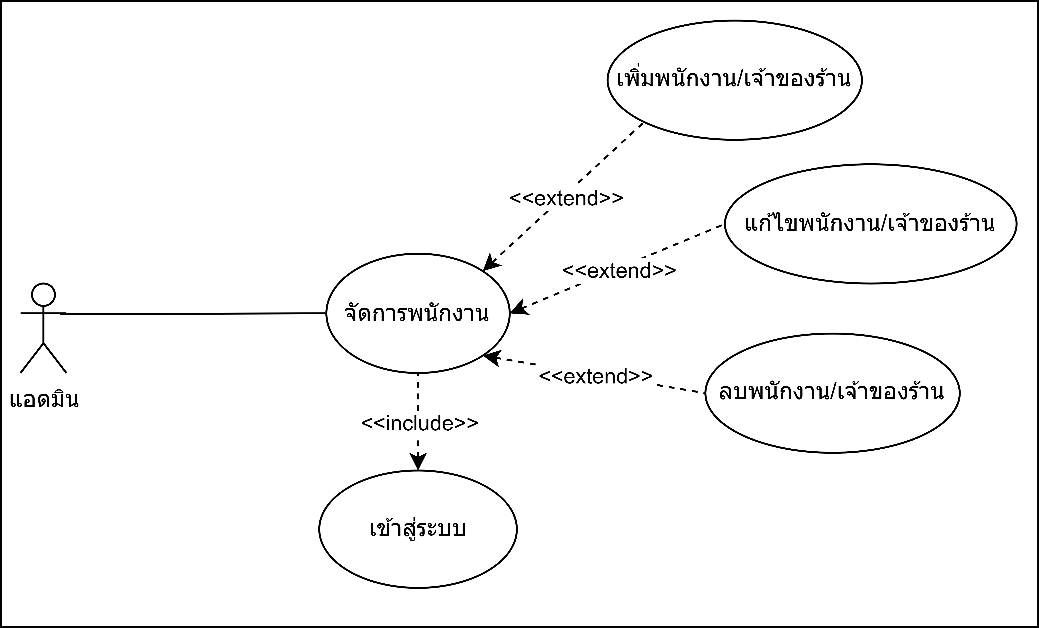 เพิ่มพนักงาน/เจ้าของร้าน
<<extend>>
แก้ไขพนักงาน/เจ้าของร้าน
<<extend>>
จัดการพนักงาน
<<extend>>
ลบพนักงาน/เจ้าของร้าน
แอดมิน
<<include>>
เข้าสู่ระบบ